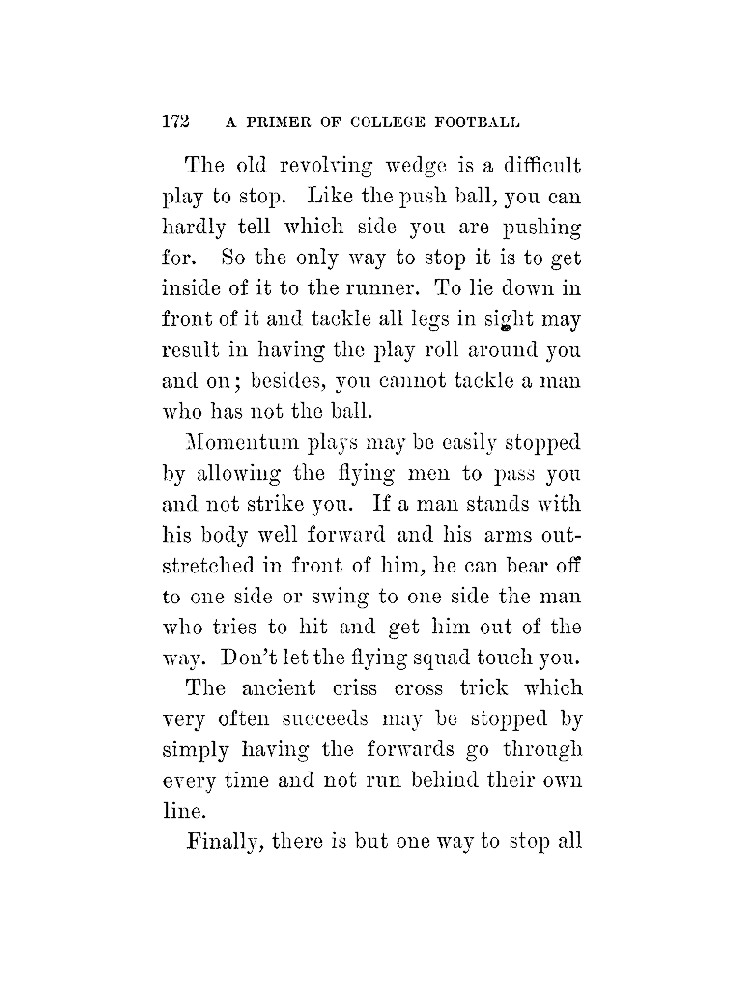 172 A PRIMER OF COLLEGE FOOTBALL
The old revolving wedge is a difficult
play to stop. Like the push ball, you can
hardly tell which side you are pushing
for. So the only way to stop it is to get
inside of it to the runner. To lie down in
front of it and tackle all legs in sight may
result in having the play roll around you
and on; besides, you cannot tackle a man
who has not the ball.
Momentum plays may be easily stopped
by allowing the flying men to pass you
and not strike you. If a man stands with
his body well forward and his arms out-
stretched in front of him, he can bear off
to one side or swing to one side the man
who tries to hit and get him out of the
way. Don't let the flying squad touch you.
The ancient criss cross trick which
very often succeeds may be stopped by
simply having the forwards go through
every time and not run behind their own
line.
Finally, there is but one way to stop all